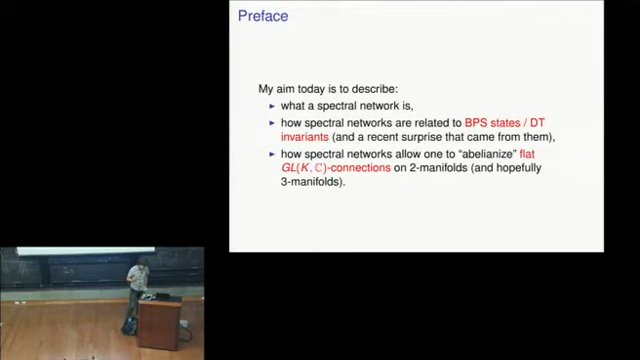 Preface
My aim today is to describe:
what a spectral network is,
how spectral networks are related to BPS states / DT
invariants (and a recent surprise that came from them),
how spectral networks allow one to “abelianize” flat
GL(K, ℂ)-connections on 2-manifolds (and hopefully
3-manifolds).